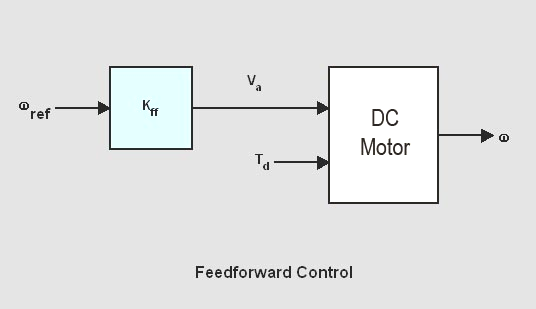 ω_ref
K_ff
V_a
T_d
DC
Motor
ω
Feedforward Control